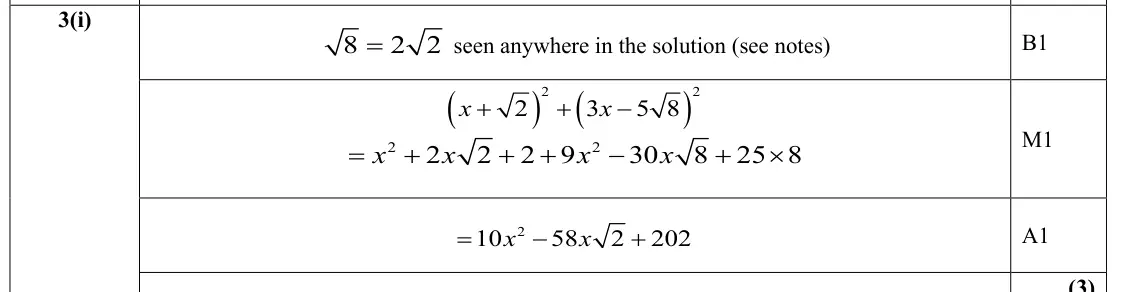 3(i)
√8 = 2√2 seen anywhere in the solution (see notes)
B1
(x + √2)² + (3x − 5√8)²
= x² + 2x√2 + 2 + 9x² − 30x√8 + 25 × 8
M1
= 10x² − 58x√2 + 202
A1
(3)